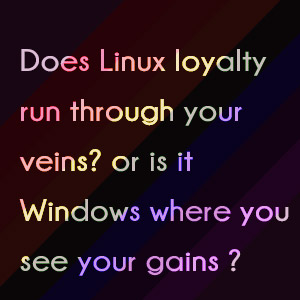 Does Linux loyalty
run through your
veins? or is it
Windows where you
see your gains ?